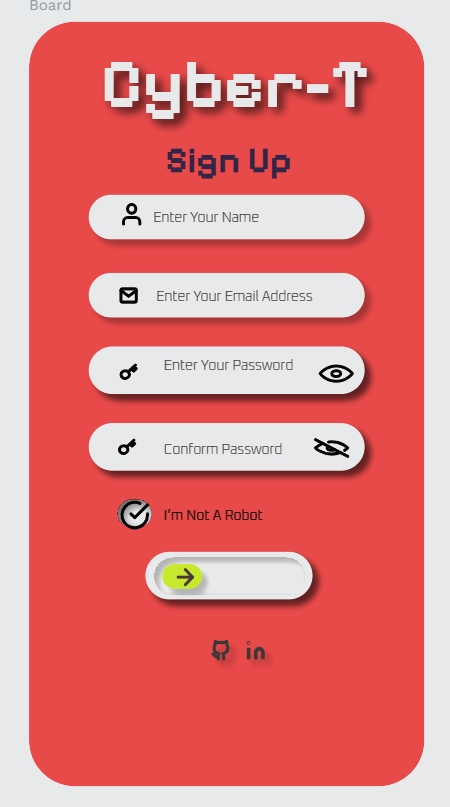 Board
Cyber-T
Sign Up
Enter Your Name
Enter Your Email Address
Enter Your Password
Conform Password
I'm Not A Robot
in